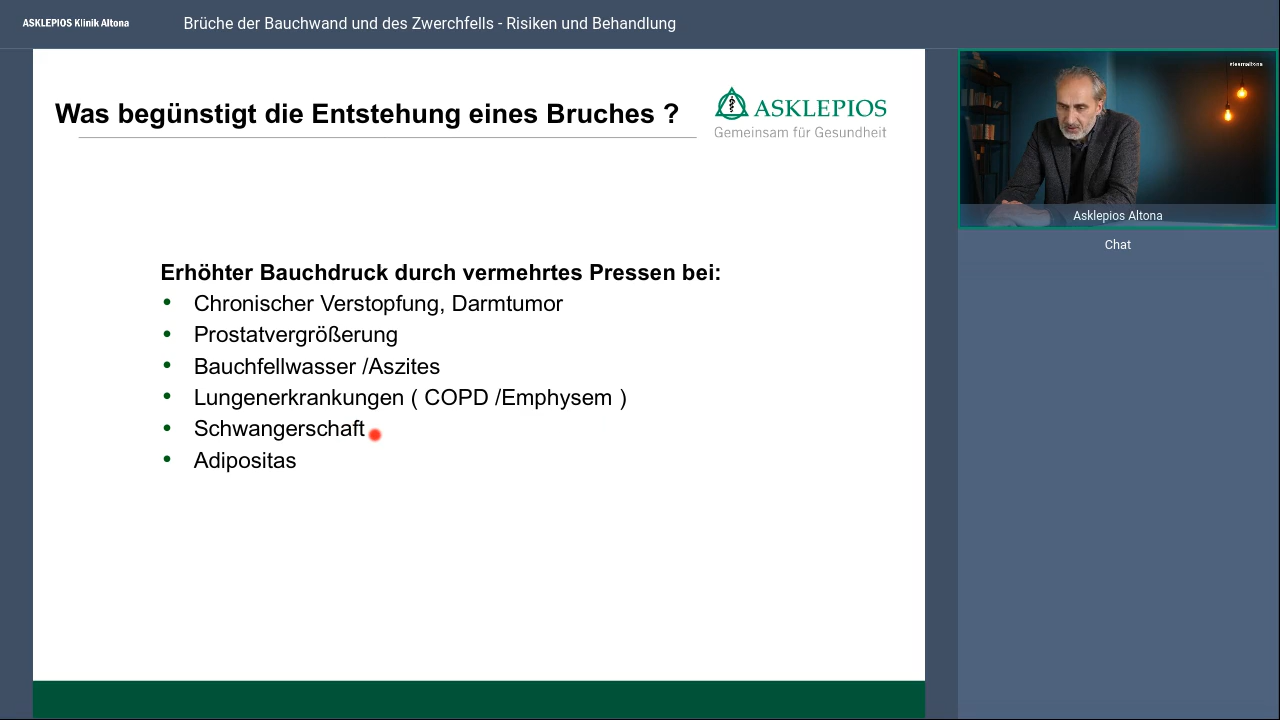 ASKLEPIOS Klinik Altona
Brüche der Bauchwand und des Zwerchfells - Risiken und Behandlung
Was begünstigt die Entstehung eines Bruches ?
ASKLEPIOS
Gemeinsam für Gesundheit
Erhöhter Bauchdruck durch vermehrtes Pressen bei:
• Chronischer Verstopfung, Darmtumor
• Prostatvergrößerung
• Bauchfellwasser /Aszites
• Lungenerkrankungen ( COPD /Emphysem )
• Schwangerschaft
• Adipositas
#teamaltona
Asklepios Altona
Chat